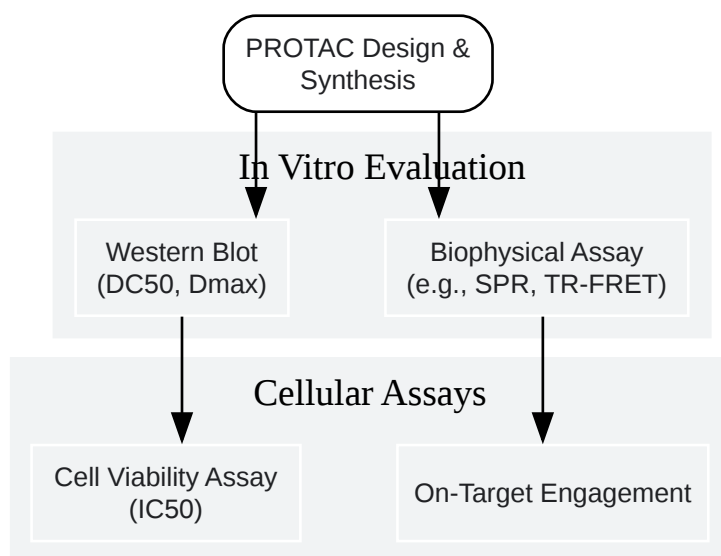 PROTAC Design &
Synthesis
In Vitro Evaluation
Western Blot
(DC50, Dmax)
Biophysical Assay
(e.g., SPR, TR-FRET)
Cellular Assays
Cell Viability Assay
(IC50)
On-Target Engagement